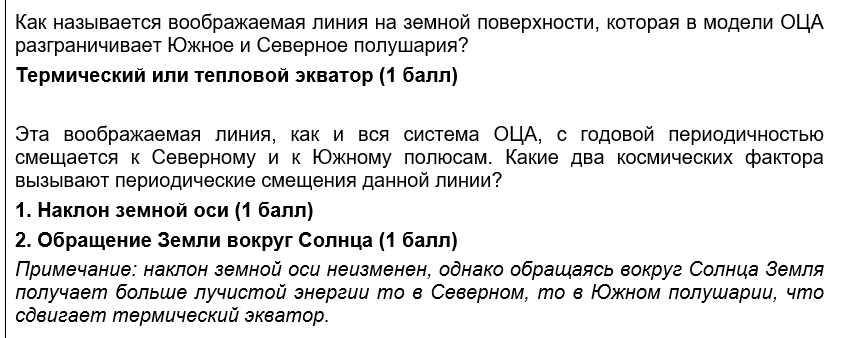 Как называется воображаемая линия на земной поверхности, которая в модели ОЦА
разграничивает Южное и Северное полушария?
Термический или тепловой экватор (1 балл)
Эта воображаемая линия, как и вся система ОЦА, с годовой периодичностью
смещается к Северному и к Южному полюсам. Какие два космических фактора
вызывают периодические смещения данной линии?
1. Наклон земной оси (1 балл)
2. Обращение Земли вокруг Солнца (1 балл)
Примечание: наклон земной оси неизменен, однако обращаясь вокруг Солнца Земля
получает больше лучистой энергии то в Северном, то в Южном полушарии, что
сдвигает термический экватор.